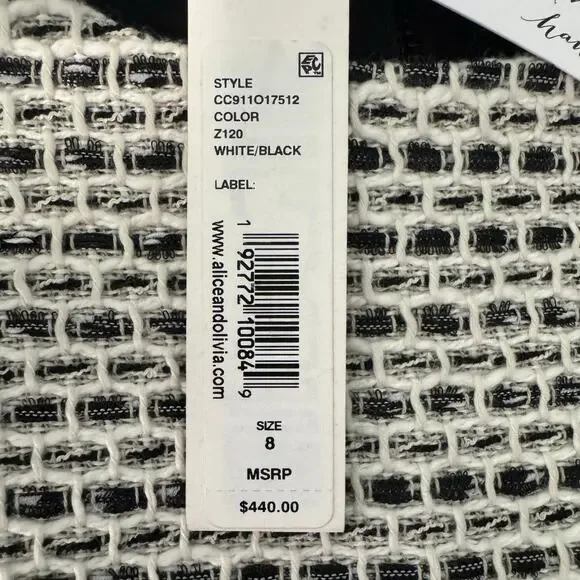 STYLE
CC911O17512
COLOR
Z120
WHITE/BLACK
LABEL:
1 92772 10084 9
www.aliceandolivia.com
SIZE
8
MSRP
$440.00